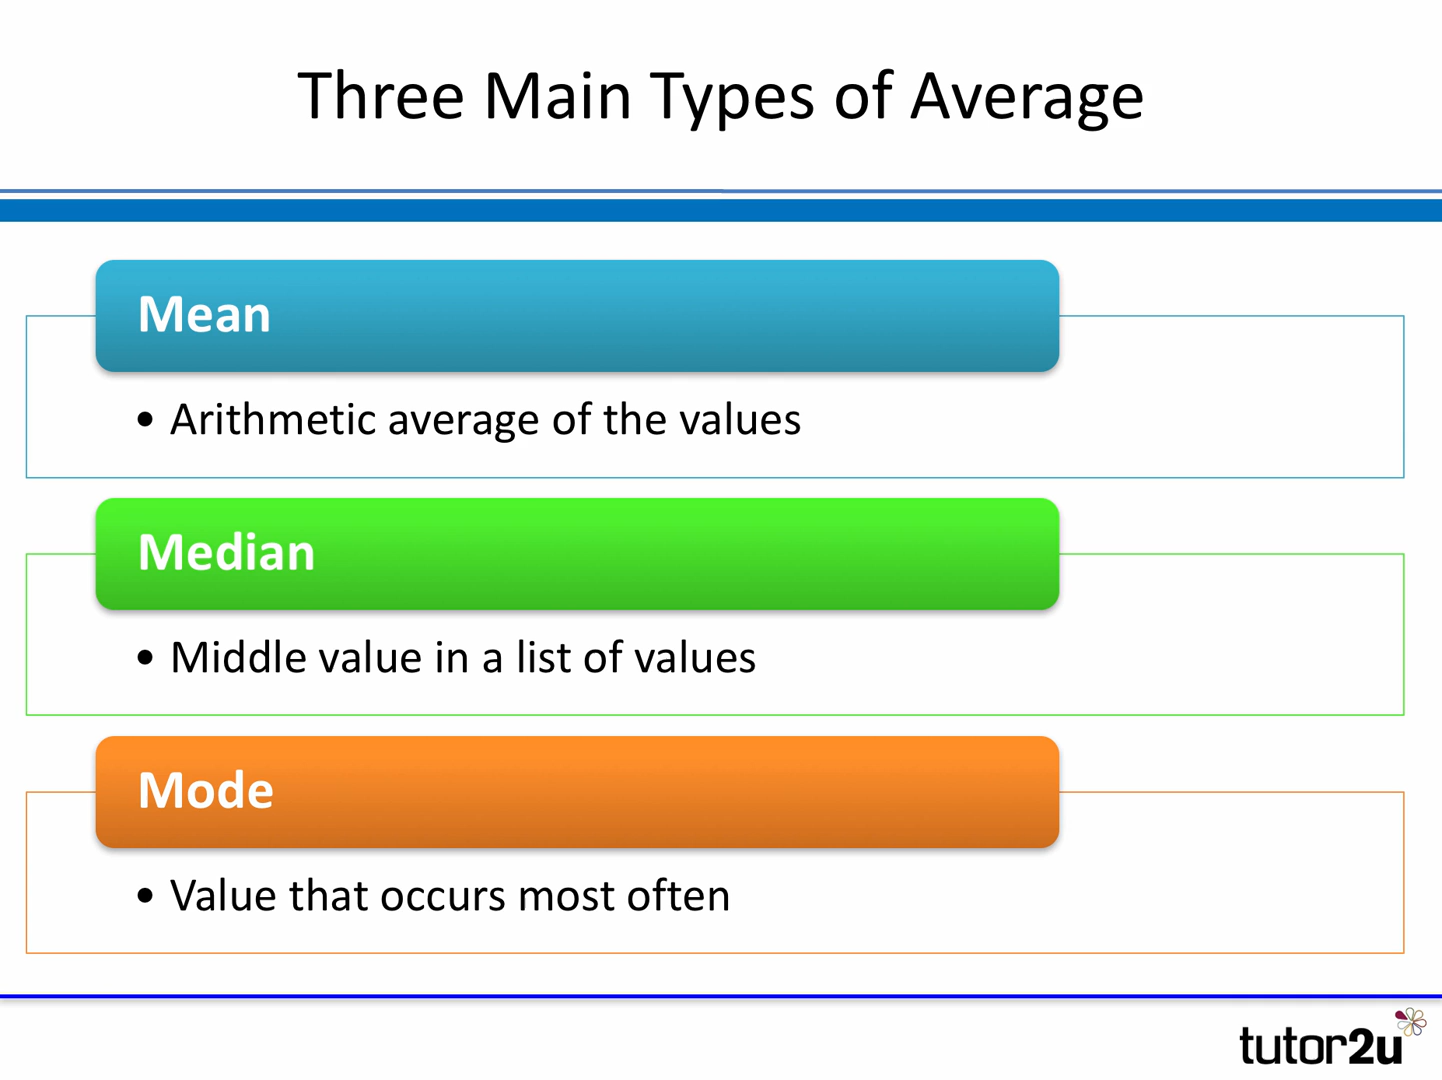 Three Main Types of Average
Mean
• Arithmetic average of the values
Median
• Middle value in a list of values
Mode
• Value that occurs most often
tutor2u